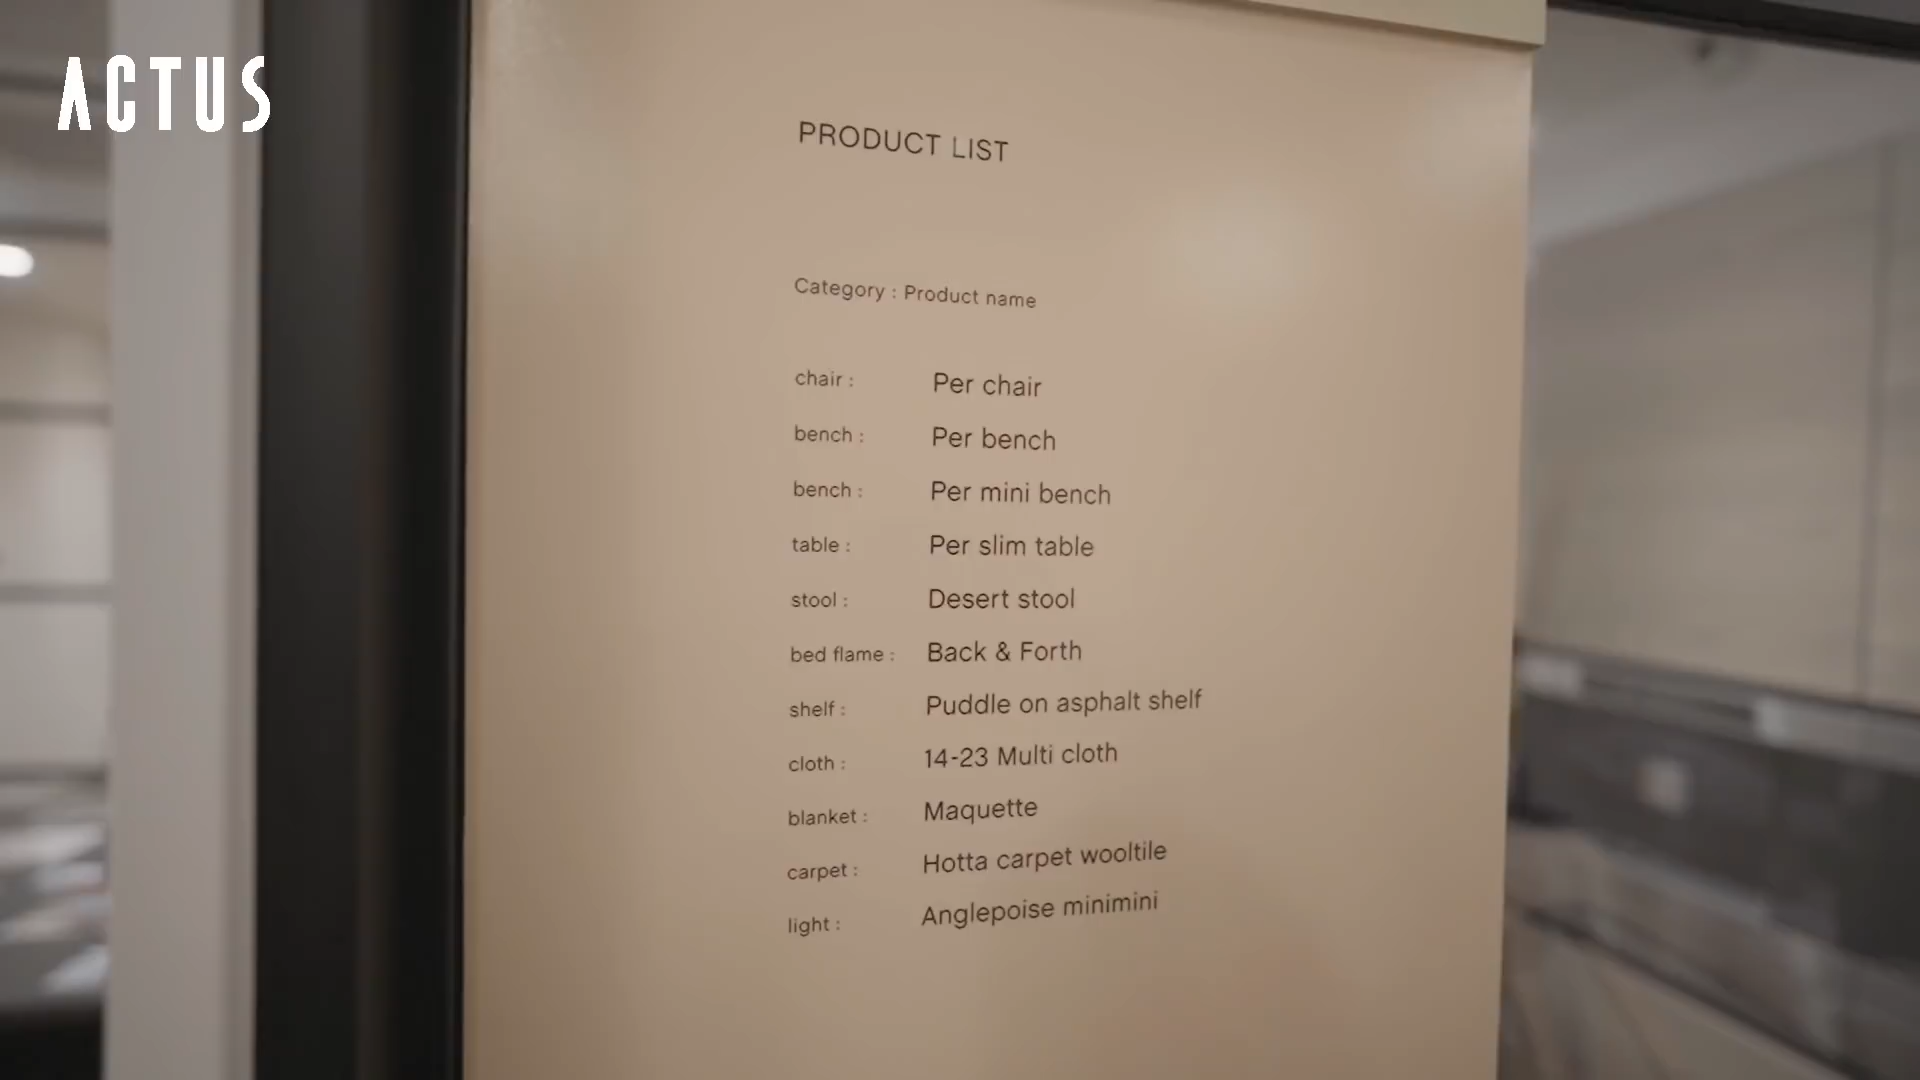 ACTUS
PRODUCT LIST
Category : Product name
chair : Per chair
bench : Per bench
bench : Per mini bench
table : Per slim table
stool : Desert stool
bed flame : Back & Forth
shelf : Puddle on asphalt shelf
cloth : 14-23 Multi cloth
blanket : Maquette
carpet : Hotta carpet wooltile
light : Anglepoise minimini